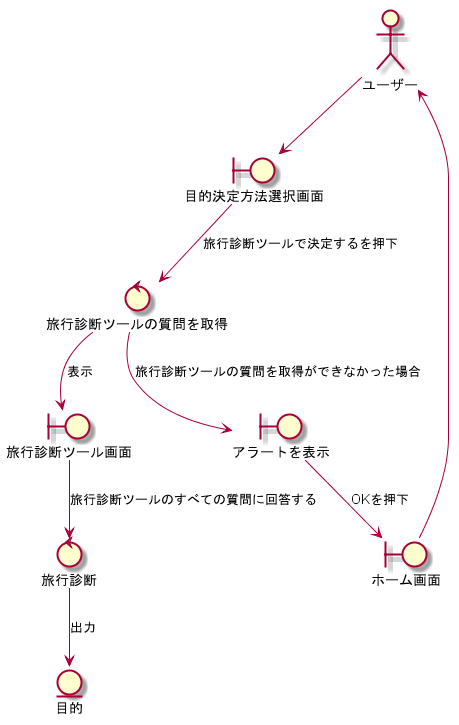 ユーザー
目的決定方法選択画面
旅行診断ツールで決定するを押下
旅行診断ツールの質問を取得
表示
旅行診断ツールの質問を取得ができなかった場合
旅行診断ツール画面
アラートを表示
旅行診断ツールのすべての質問に回答する
OKを押下
旅行診断
ホーム画面
出力
目的